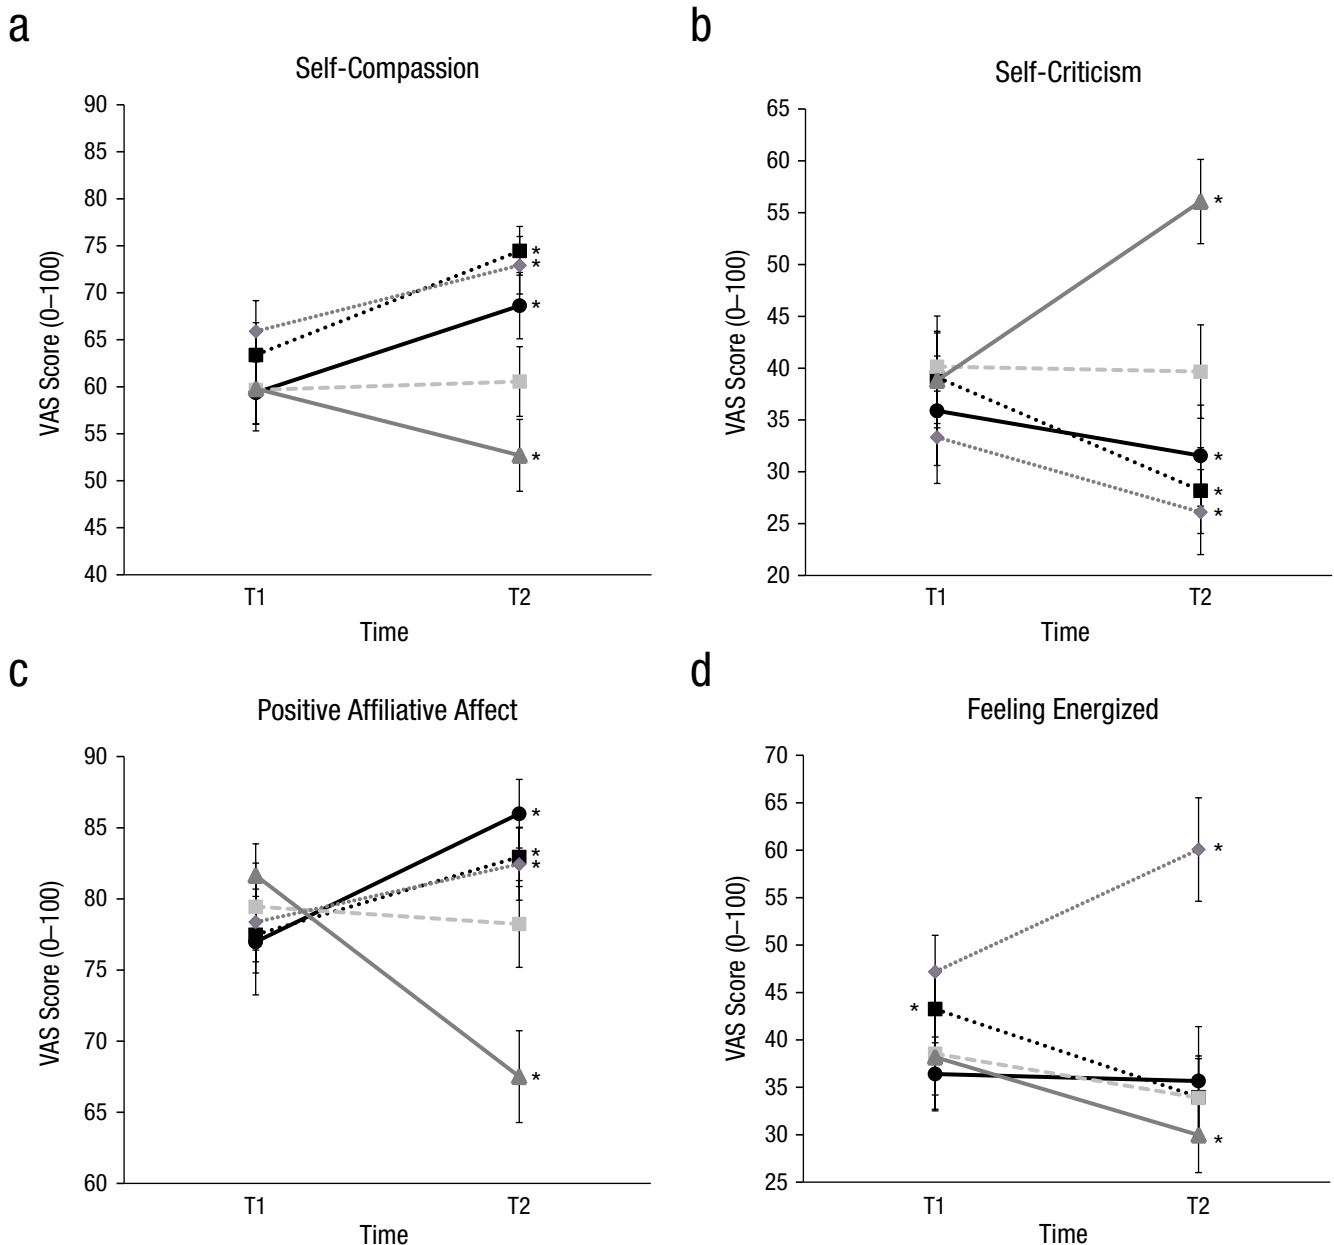 a
Self-Compassion
VAS Score (0–100)
90
85
80
75
70
65
60
55
50
45
40
*
*
*
*
T1
T2
Time
b
Self-Criticism
VAS Score (0–100)
65
60
55
50
45
40
35
30
25
20
*
*
*
*
T1
T2
Time
c
Positive Affiliative Affect
VAS Score (0–100)
90
85
80
75
70
65
60
*
*
*
*
T1
T2
Time
d
Feeling Energized
VAS Score (0–100)
70
65
60
55
50
45
40
35
30
25
*
*
*
T1
T2
Time